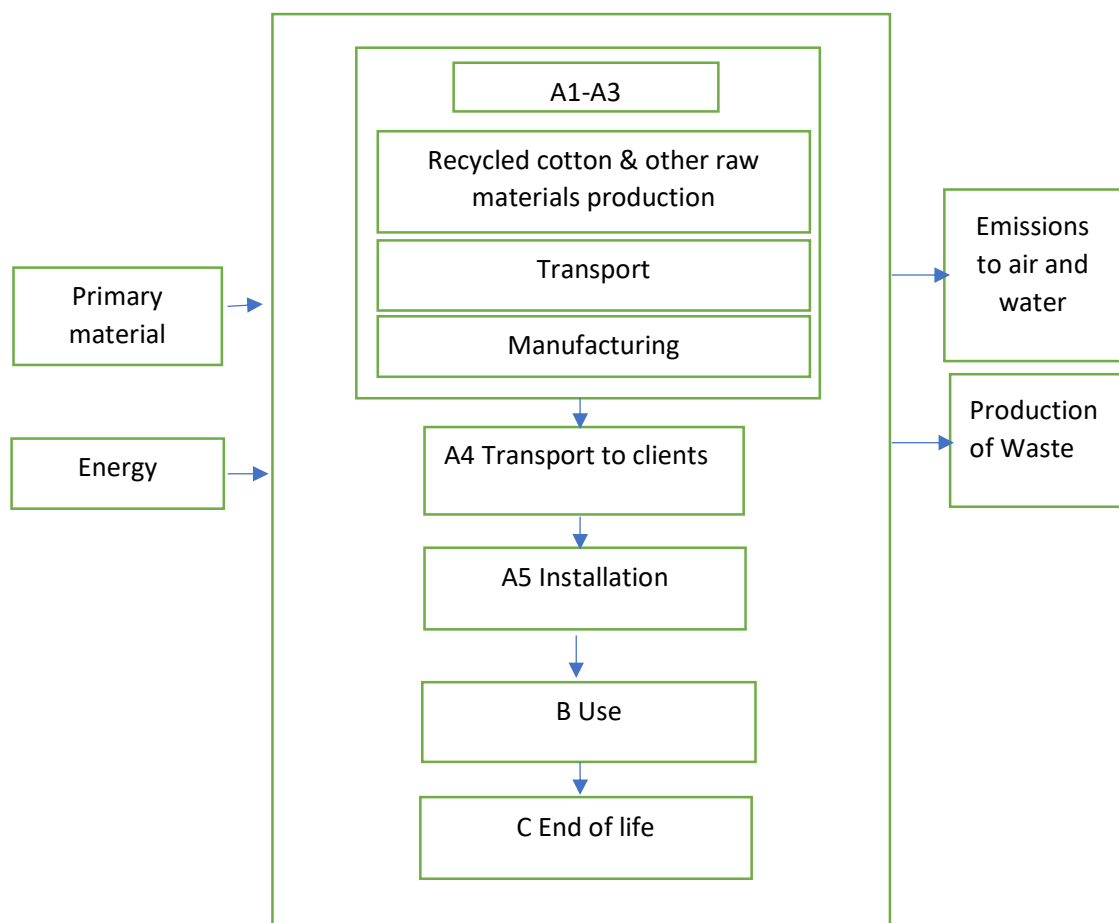 A1-A3
Recycled cotton & other raw
materials production
Transport
Manufacturing
Primary
material
Energy
A4 Transport to clients
A5 Installation
B Use
C End of life
Emissions
to air and
water
Production
of Waste